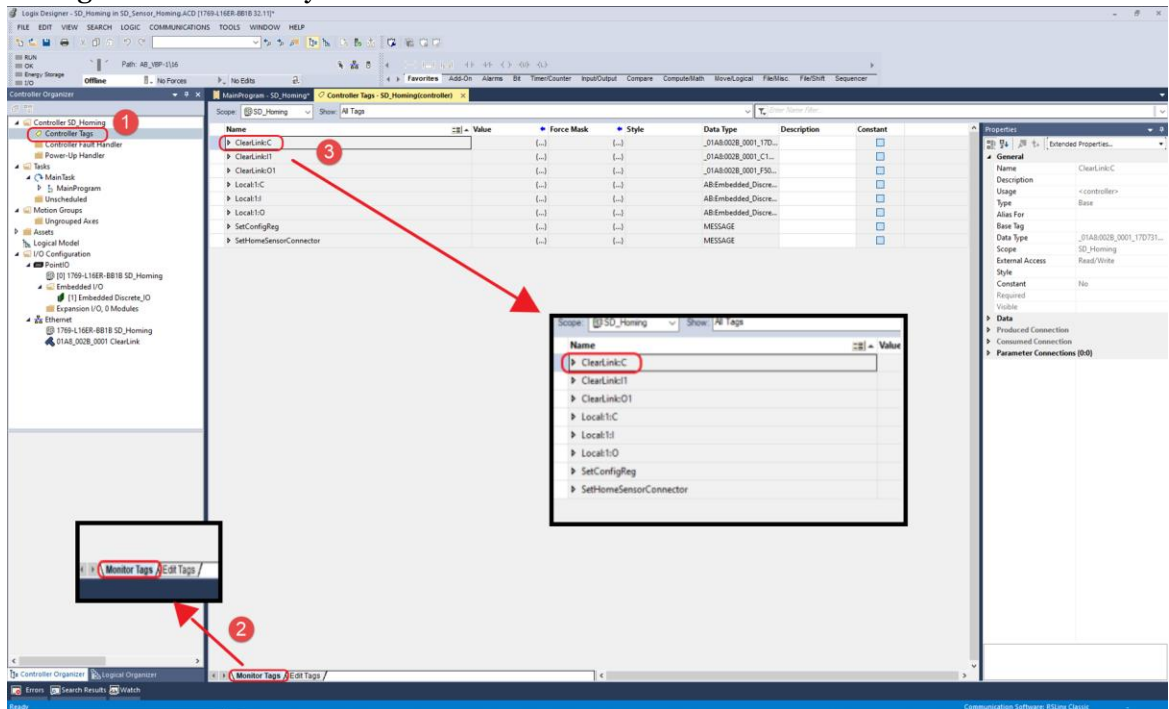 Logix Designer - SD_Homing in SD_Sensor_Homing.ACD [1769-L16ER-BB1B 32.11]*
FILE EDIT VIEW SEARCH LOGIC COMMUNICATIONS TOOLS WINDOW HELP
RUN
OK
Energy Storage
I/O
Path: AB_VBP-1\16
Offline
No Forces
No Edits
Favorites Add-On Alarms Bit Timer/Counter Input/Output Compare Compute/Math Move/Logical File/Misc. File/Shift Sequencer
Controller Organizer
MainProgram - SD_Homing*
Controller Tags - SD_Homing(controller)
Controller SD_Homing
Controller Tags
Controller Fault Handler
Power-Up Handler
Tasks
MainTask
MainProgram
Unscheduled
Motion Groups
Ungrouped Axes
Assets
Logical Model
I/O Configuration
PointIO
[0] 1769-L16ER-BB1B SD_Homing
Embedded I/O
[1] Embedded Discrete_IO
Expansion I/O, 0 Modules
Ethernet
1769-L16ER-BB1B SD_Homing
01A8_002B_0001 ClearLink
1
Scope: SD_Homing Show: All Tags
Enter Name Filter...
Name Value Force Mask Style Data Type Description Constant
ClearLink:C {...} {...} _01A8:002B_0001_17D...
ClearLink:I1 {...} {...} _01A8:002B_0001_C1...
ClearLink:O1 {...} {...} _01A8:002B_0001_F50...
Local:1:C {...} {...} AB:Embedded_Discre...
Local:1:I {...} {...} AB:Embedded_Discre...
Local:1:O {...} {...} AB:Embedded_Discre...
SetConfigReg {...} {...} MESSAGE
SetHomeSensorConnector {...} {...} MESSAGE
3
Properties
Extended Properties...
General
Name ClearLink:C
Description
Usage <controller>
Type Base
Alias For
Base Tag
Data Type _01A8:002B_0001_17D731...
Scope SD_Homing
External Access Read/Write
Style
Constant No
Required
Visible
Data
Produced Connection
Consumed Connection
Parameter Connections {0:0}
Scope: SD_Homing Show: All Tags
Name Value
ClearLink:C
ClearLink:I1
ClearLink:O1
Local:1:C
Local:1:I
Local:1:O
SetConfigReg
SetHomeSensorConnector
Monitor Tags Edit Tags
2
Controller Organizer Logical Organizer
Monitor Tags Edit Tags
Errors Search Results Watch
Ready
Communication Software: RSLinx Classic